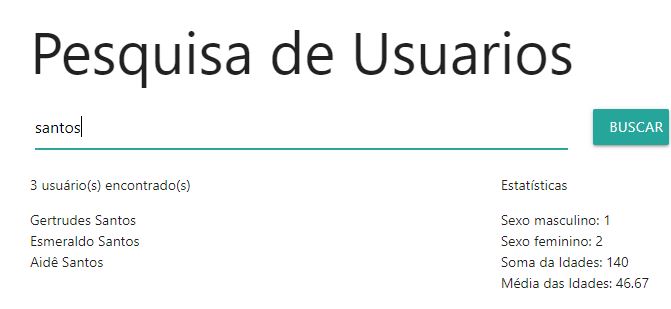 Pesquisa de Usuarios
santos
BUSCAR
3 usuário(s) encontrado(s)
Gertrudes Santos
Esmeraldo Santos
Aidê Santos
Estatísticas
Sexo masculino: 1
Sexo feminino: 2
Soma da Idades: 140
Média das Idades: 46.67